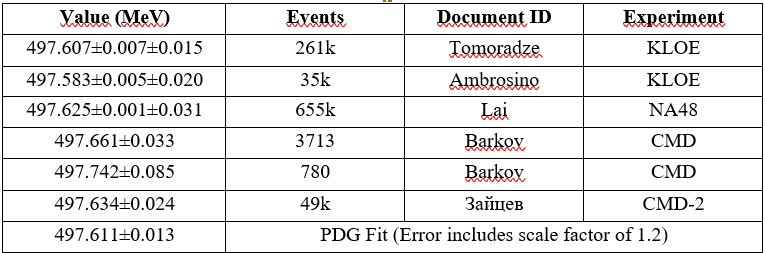 Value (MeV) Events Document ID Experiment
497.607±0.007±0.015 261k Tomoradze KLOE
497.583±0.005±0.020 35k Ambrosino KLOE
497.625±0.001±0.031 655k Lai NA48
497.661±0.033 3713 Barkov CMD
497.742±0.085 780 Barkov CMD
497.634±0.024 49k Зайцев CMD-2
497.611±0.013 PDG Fit (Error includes scale factor of 1.2)